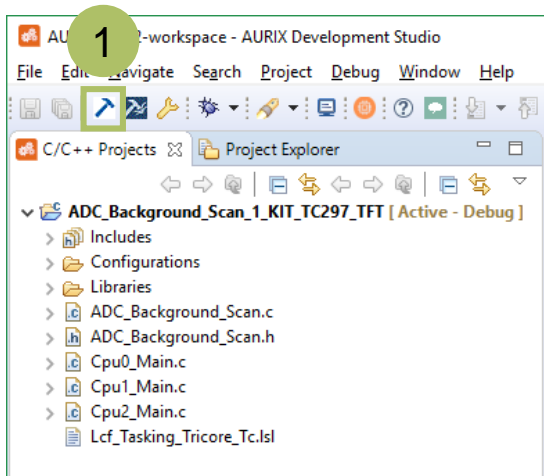 AU
1
2-workspace - AURIX Development Studio
File Edit Navigate Search Project Debug Window Help
C/C++ Projects Project Explorer
ADC_Background_Scan_1_KIT_TC297_TFT [ Active - Debug ]
Includes
Configurations
Libraries
ADC_Background_Scan.c
ADC_Background_Scan.h
Cpu0_Main.c
Cpu1_Main.c
Cpu2_Main.c
Lcf_Tasking_Tricore_Tc.lsl